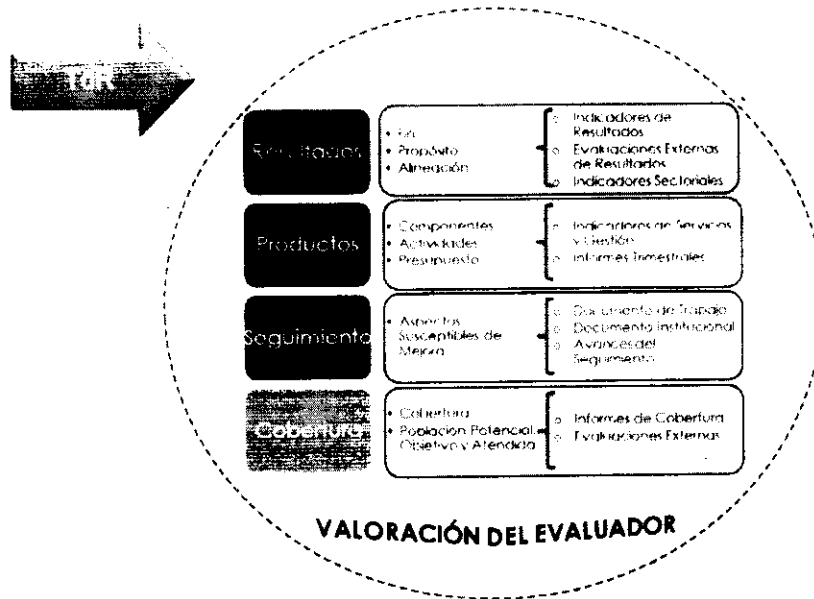 TdR
Resultados
• Fin
• Propósito
• Alineación
o Indicadores de
Resultados
o Evaluaciones Externas
de Resultados
o Indicadores Sectoriales
Productos
• Componentes
• Actividades
• Presupuesto
o Indicadores de Servicios
y Gestión
o Informes Trimestrales
Seguimiento
• Aspectos
Susceptibles de
Mejora
o Documento de Trabajo
o Documento Institucional
o Avances del
Seguimiento
Cobertura
• Cobertura
• Población Potencial,
Objetivo y Atendida
o Informes de Cobertura
o Evaluaciones Externas
VALORACIÓN DEL EVALUADOR